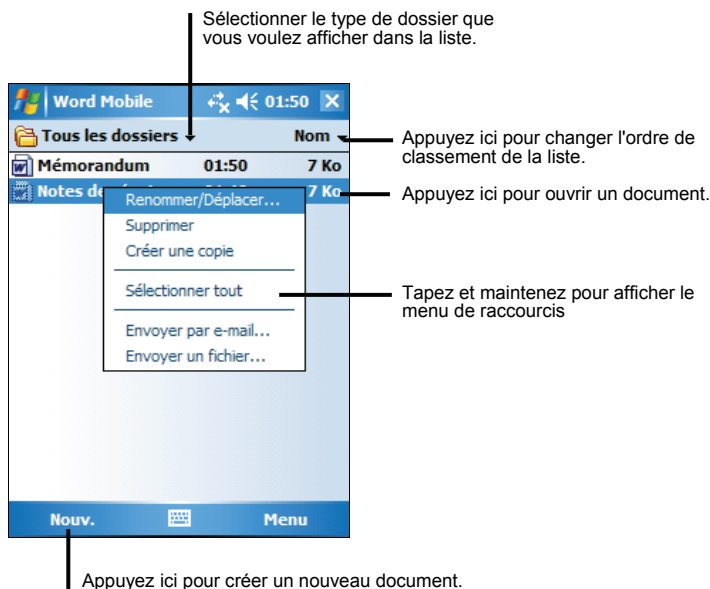 Sélectionner le type de dossier que
vous voulez afficher dans la liste.
Word Mobile 01:50
Tous les dossiers Nom
Mémorandum 01:50 7 Ko
Notes de 7 Ko
Renommer/Déplacer...
Supprimer
Créer une copie
Sélectionner tout
Envoyer par e-mail...
Envoyer un fichier...
Appuyez ici pour changer l'ordre de
classement de la liste.
Appuyez ici pour ouvrir un document.
Tapez et maintenez pour afficher le
menu de raccourcis
Nouv. Menu
Appuyez ici pour créer un nouveau document.